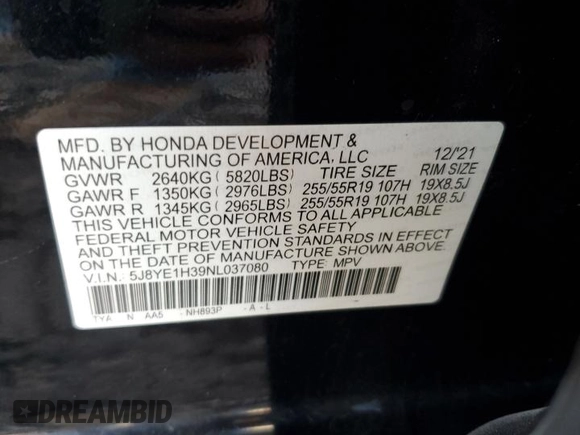 MFD. BY HONDA DEVELOPMENT &
MANUFACTURING OF AMERICA, LLC 12/'21
GVWR 2640KG ( 5820LBS) TIRE SIZE RIM SIZE
GAWR F 1350KG ( 2976LBS) 255/55R19 107H 19X8.5J
GAWR R 1345KG ( 2965LBS) 255/55R19 107H 19X8.5J
THIS VEHICLE CONFORMS TO ALL APPLICABLE
FEDERAL MOTOR VEHICLE SAFETY
AND THEFT PREVENTION STANDARDS IN EFFECT
ON THE DATE OF MANUFACTURE SHOWN ABOVE.
V.I.N. 5J8YE1H39NL037080 TYPE: MPV
TYA N AA5 -NH893P -A-L
DREAMBID